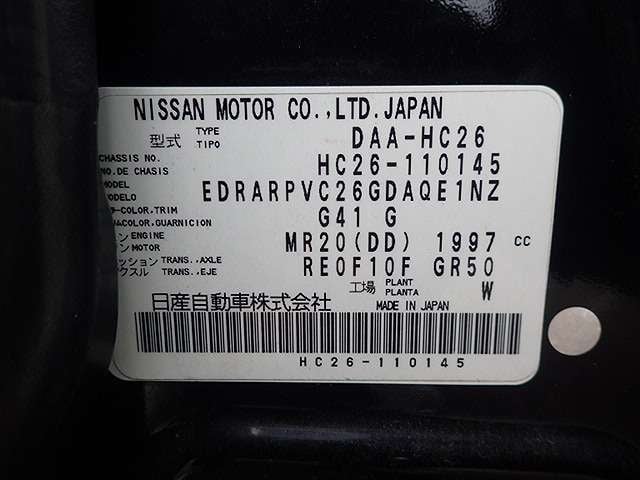 NISSAN MOTOR CO.,LTD.JAPAN
型式 TYPE TIPO DAA-HC26
CHASSIS NO. NO.DE CHASIS HC26-110145
MODEL EDRARPVC26GDAQE1NZ
COLOR,TRIM COLOR,GUARNICION G41 G
ENGINE MOTOR MR20(DD) 1997 CC
TRANS.,AXLE TRANS.,EJE RE0F10F GR50
工場 PLANT PLANTA W
日産自動車株式会社 MADE IN JAPAN
HC26-110145